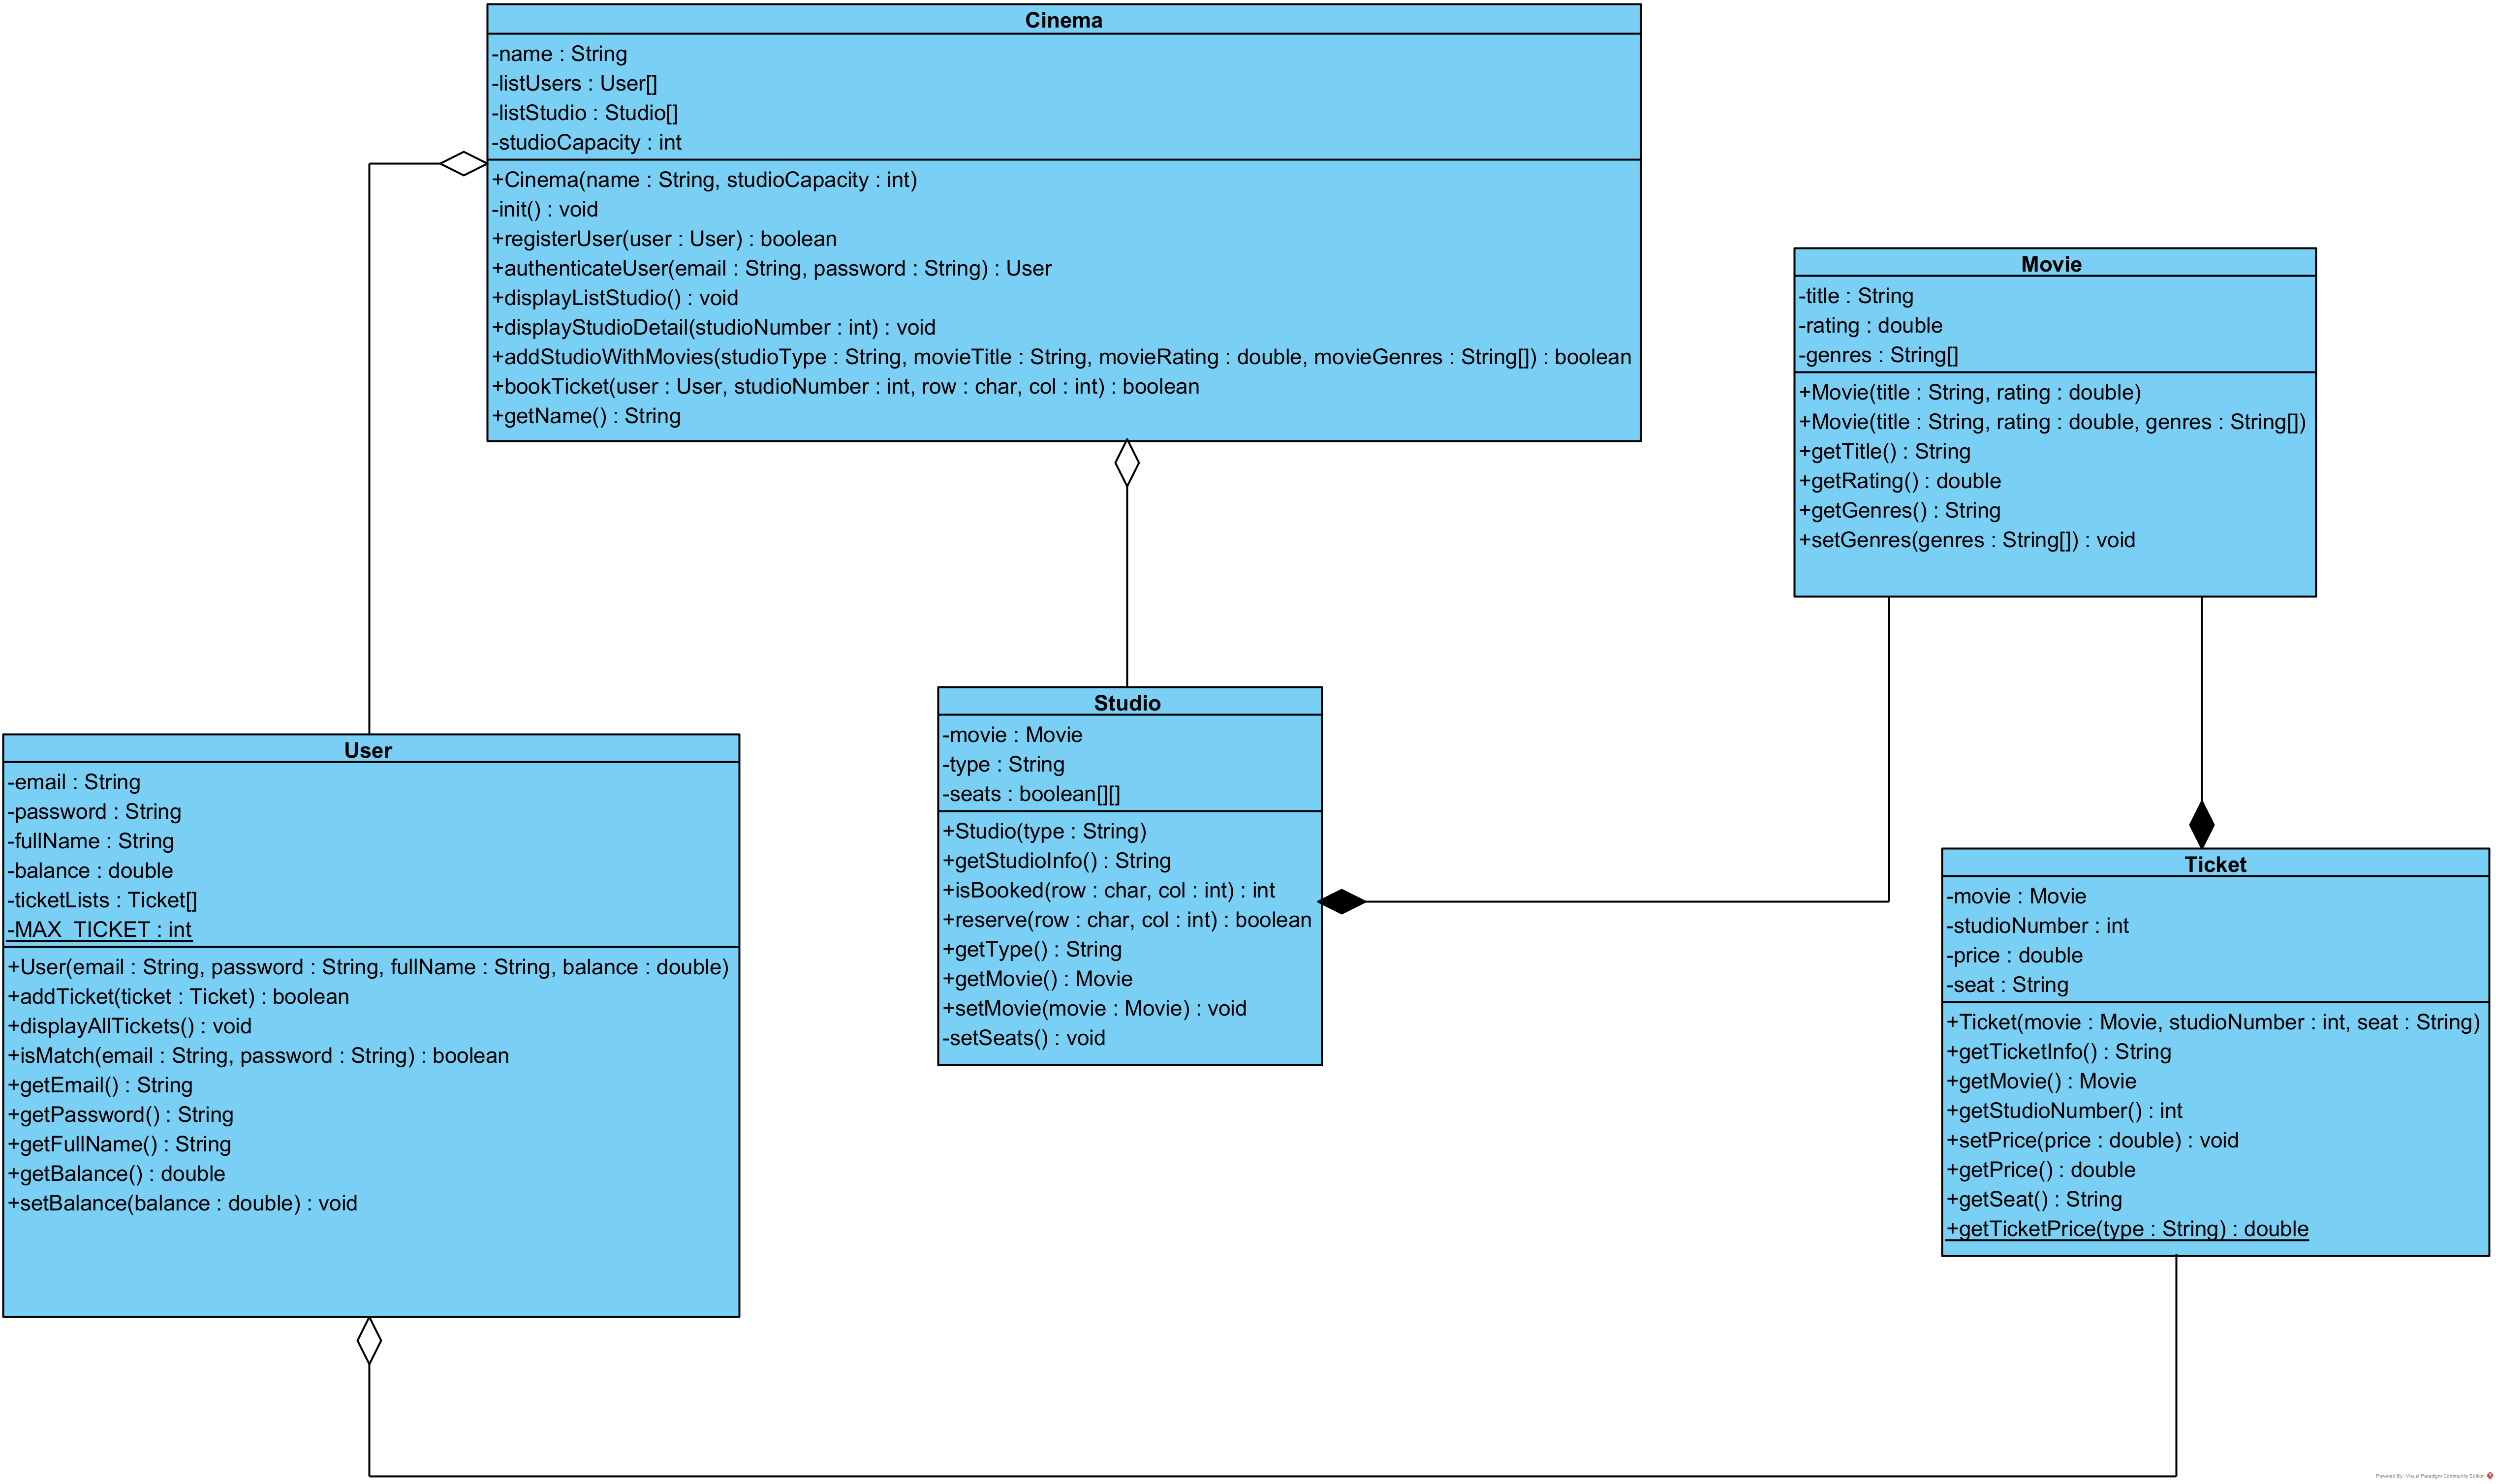 Cinema
-name : String
-listUsers : User[]
-listStudio : Studio[]
-studioCapacity : int
+Cinema(name : String, studioCapacity : int)
-init() : void
+registerUser(user : User) : boolean
+authenticateUser(email : String, password : String) : User
+displayListStudio() : void
+displayStudioDetail(studioNumber : int) : void
+addStudioWithMovies(studioType : String, movieTitle : String, movieRating : double, movieGenres : String[]) : boolean
+bookTicket(user : User, studioNumber : int, row : char, col : int) : boolean
+getName() : String
Movie
-title : String
-rating : double
-genres : String[]
+Movie(title : String, rating : double)
+Movie(title : String, rating : double, genres : String[])
+getTitle() : String
+getRating() : double
+getGenres() : String
+setGenres(genres : String[]) : void
User
-email : String
-password : String
-fullName : String
-balance : double
-ticketLists : Ticket[]
-MAX_TICKET : int
+User(email : String, password : String, fullName : String, balance : double)
+addTicket(ticket : Ticket) : boolean
+displayAllTickets() : void
+isMatch(email : String, password : String) : boolean
+getEmail() : String
+getPassword() : String
+getFullName() : String
+getBalance() : double
+setBalance(balance : double) : void
Studio
-movie : Movie
-type : String
-seats : boolean[][]
+Studio(type : String)
+getStudioInfo() : String
+isBooked(row : char, col : int) : int
+reserve(row : char, col : int) : boolean
+getType() : String
+getMovie() : Movie
+setMovie(movie : Movie) : void
-setSeats() : void
Ticket
-movie : Movie
-studioNumber : int
-price : double
-seat : String
+Ticket(movie : Movie, studioNumber : int, seat : String)
+getTicketInfo() : String
+getMovie() : Movie
+getStudioNumber() : int
+setPrice(price : double) : void
+getPrice() : double
+getSeat() : String
+getTicketPrice(type : String) : double
Powered By: Visual Paradigm Community Edition